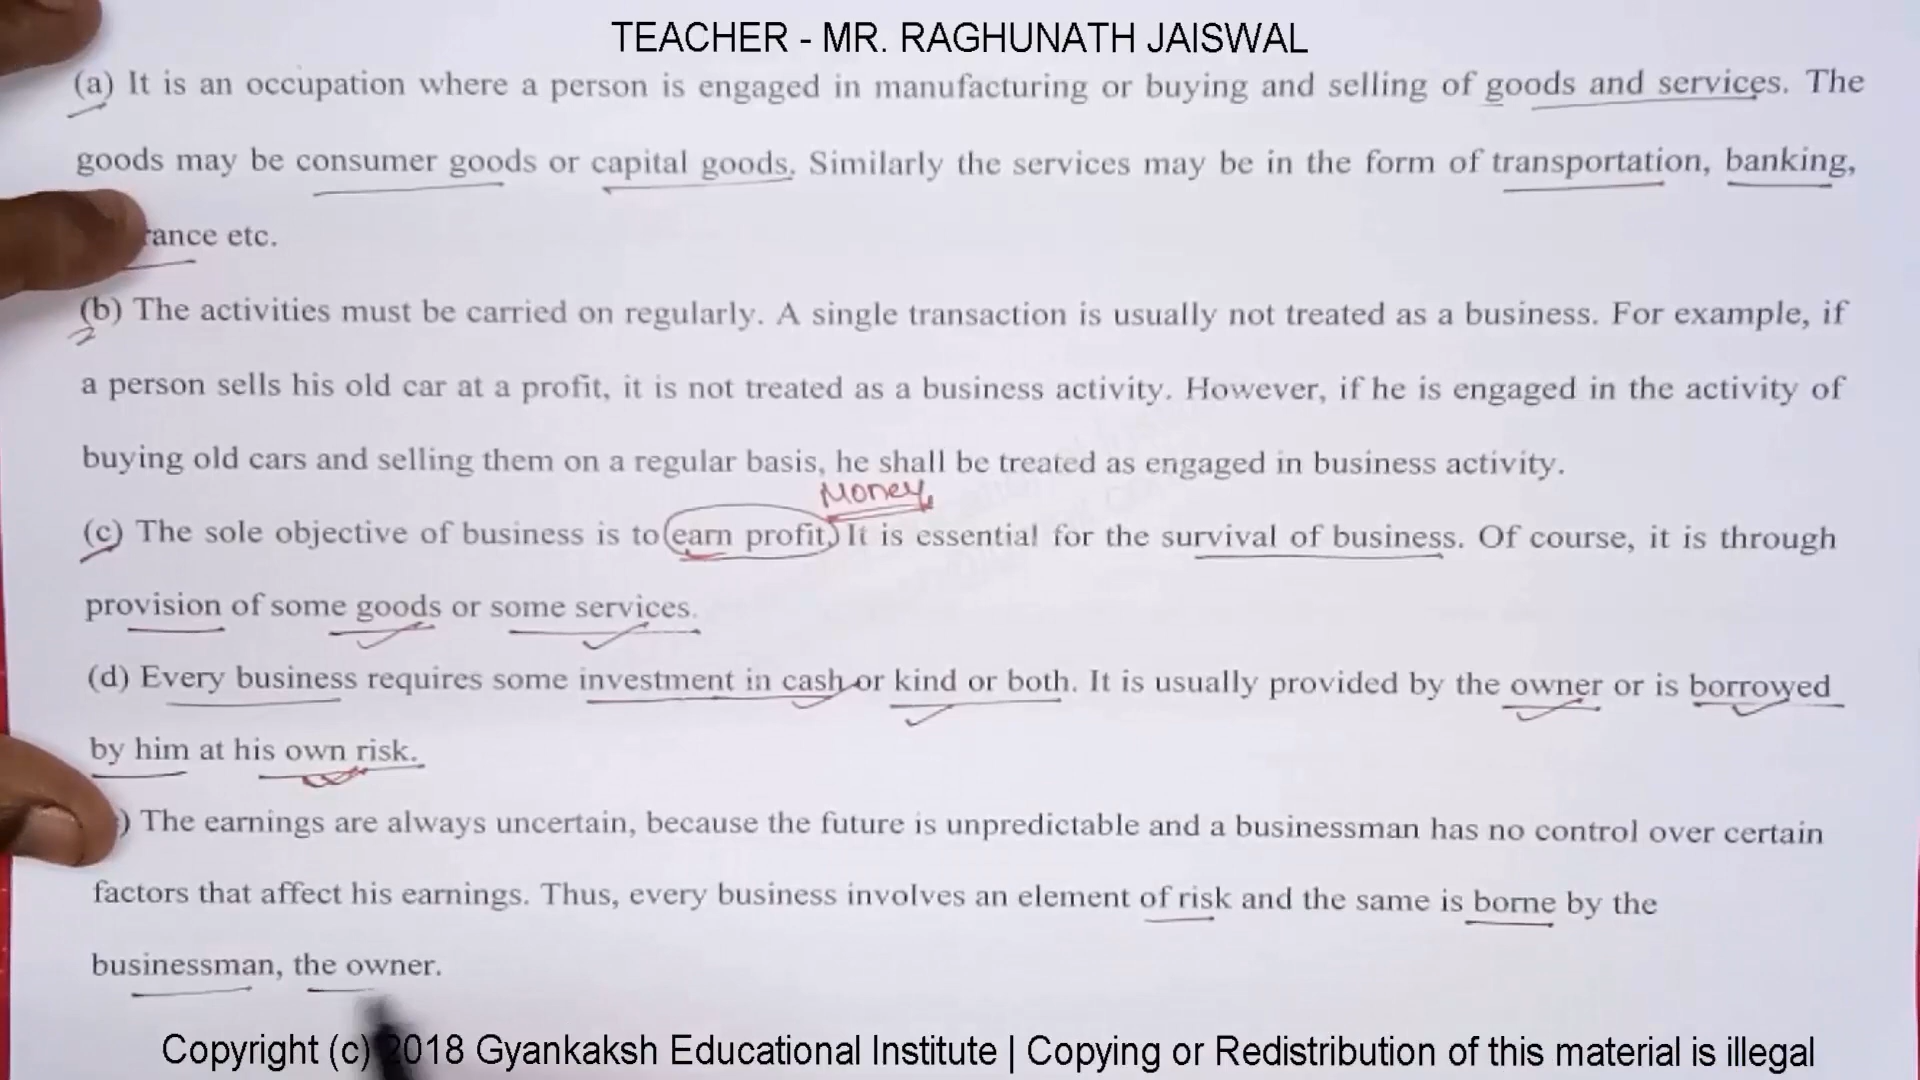 TEACHER - MR. RAGHUNATH JAISWAL
(a) It is an occupation where a person is engaged in manufacturing or buying and selling of goods and services. The
goods may be consumer goods or capital goods. Similarly the services may be in the form of transportation, banking,
rance etc.
(b) The activities must be carried on regularly. A single transaction is usually not treated as a business. For example, if
a person sells his old car at a profit, it is not treated as a business activity. However, if he is engaged in the activity of
buying old cars and selling them on a regular basis, he shall be treated as engaged in business activity.
Money
(c) The sole objective of business is to earn profit. It is essential for the survival of business. Of course, it is through
provision of some goods or some services.
(d) Every business requires some investment in cash or kind or both. It is usually provided by the owner or is borrowed
by him at his own risk.
) The earnings are always uncertain, because the future is unpredictable and a businessman has no control over certain
factors that affect his earnings. Thus, every business involves an element of risk and the same is borne by the
businessman, the owner.
Copyright (c) 2018 Gyankaksh Educational Institute | Copying or Redistribution of this material is illegal